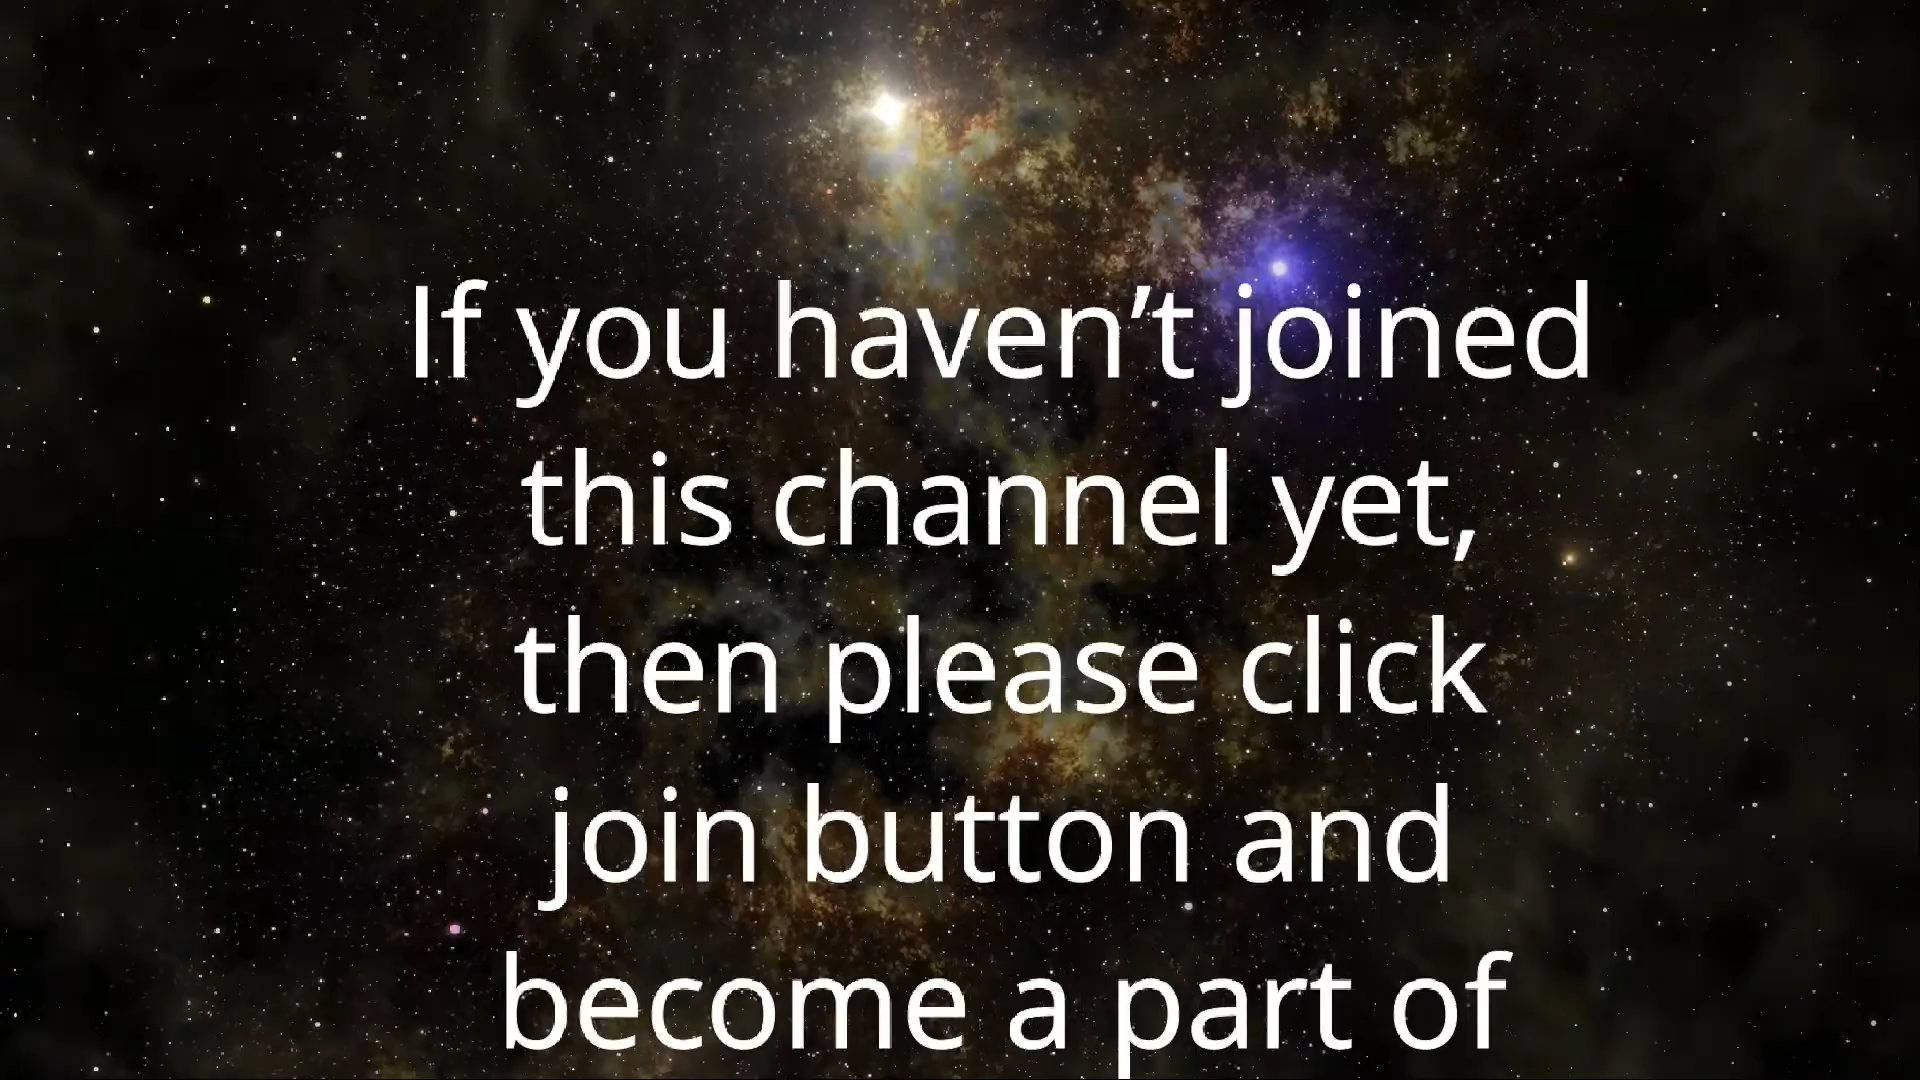 If you haven’t joined
this channel yet,
then please click
join button and
become a part of